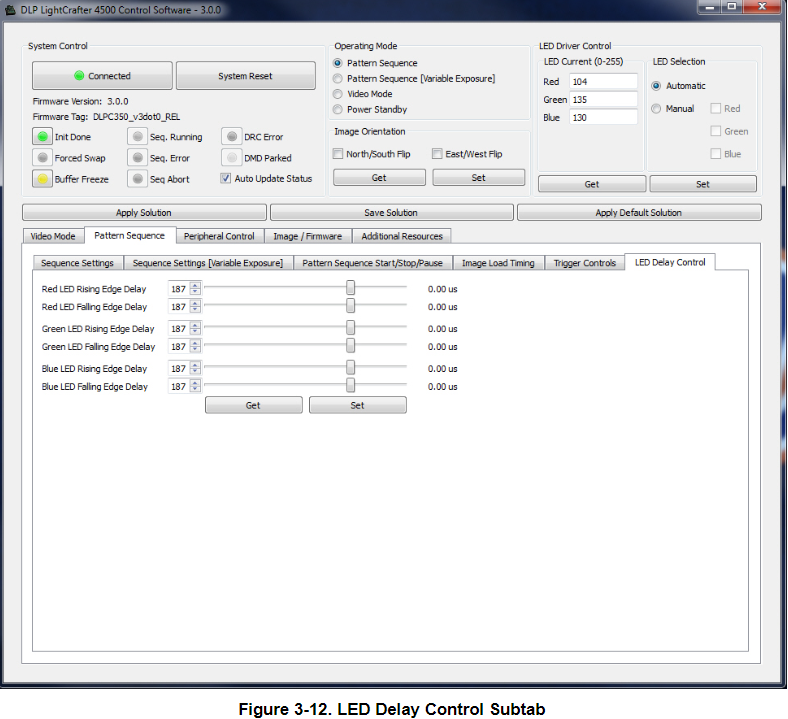 DLP LightCrafter 4500 Control Software - 3.0.0
System Control
Connected
System Reset
Firmware Version: 3.0.0
Firmware Tag: DLPC350_v3dot0_REL
Init Done
Seq. Running
DRC Error
Forced Swap
Seq. Error
DMD Parked
Buffer Freeze
Seq Abort
Auto Update Status
Operating Mode
Pattern Sequence
Pattern Sequence [Variable Exposure]
Video Mode
Power Standby
Image Orientation
North/South Flip
East/West Flip
Get
Set
LED Driver Control
LED Current (0-255)
Red 104
Green 135
Blue 130
LED Selection
Automatic
Manual
Red
Green
Blue
Get
Set
Apply Solution
Save Solution
Apply Default Solution
Video Mode
Pattern Sequence
Peripheral Control
Image / Firmware
Additional Resources
Sequence Settings
Sequence Settings [Variable Exposure]
Pattern Sequence Start/Stop/Pause
Image Load Timing
Trigger Controls
LED Delay Control
Red LED Rising Edge Delay 187 0.00 us
Red LED Falling Edge Delay 187 0.00 us
Green LED Rising Edge Delay 187 0.00 us
Green LED Falling Edge Delay 187 0.00 us
Blue LED Rising Edge Delay 187 0.00 us
Blue LED Falling Edge Delay 187 0.00 us
Get
Set
Figure 3-12. LED Delay Control Subtab